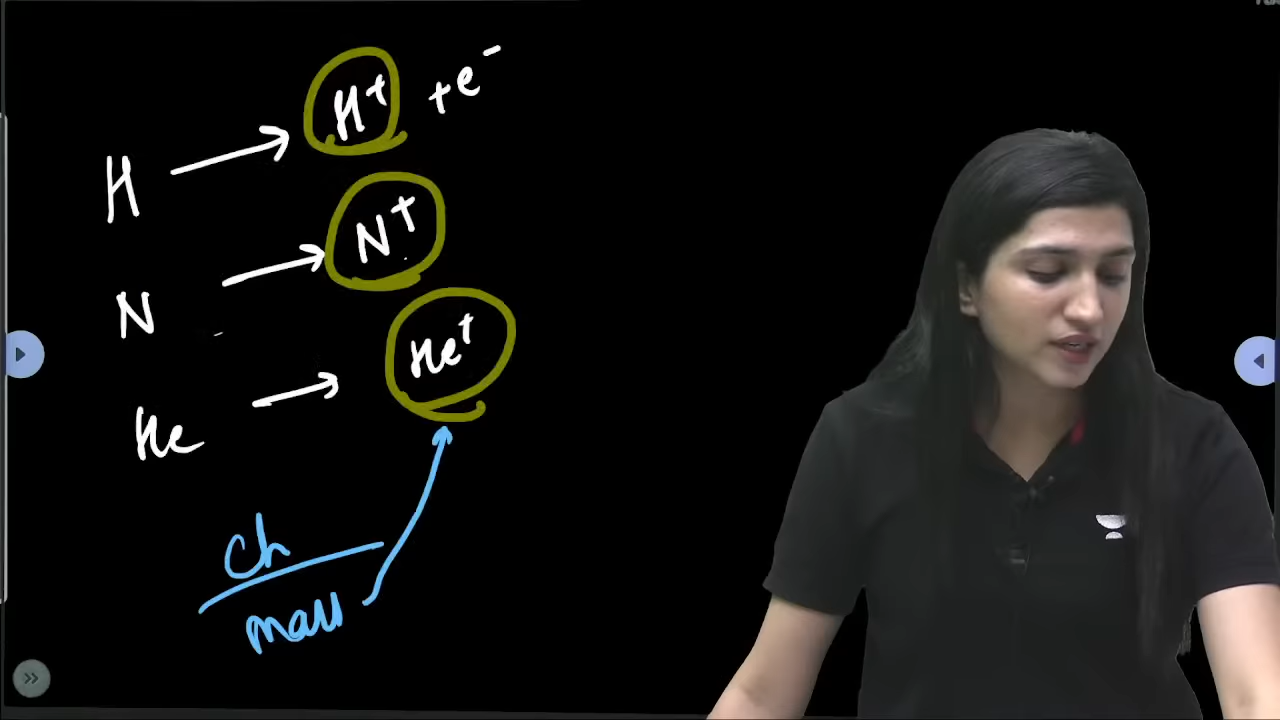 H → H⁺ + e⁻
N → N⁺
He → He⁺
Ch
mass